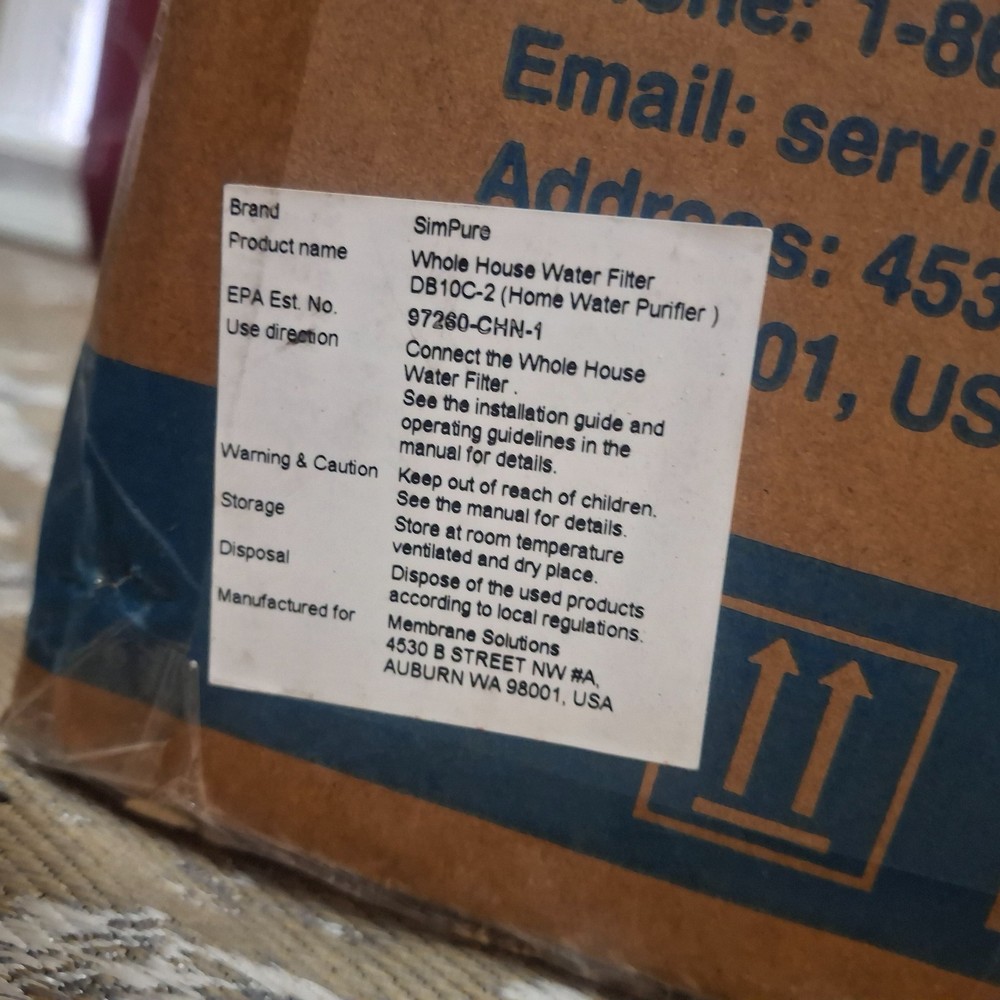 Phone: 1-86
Email: servi
Address: 453
01, US
Brand SimPure
Product name Whole House Water Filter
DB10C-2 (Home Water Purifier )
EPA Est. No. 97260-CHN-1
Use direction Connect the Whole House
Water Filter .
See the installation guide and
operating guidelines in the
manual for details.
Warning & Caution Keep out of reach of children.
See the manual for details.
Storage Store at room temperature
ventilated and dry place.
Disposal Dispose of the used products
according to local regulations.
Manufactured for Membrane Solutions
4530 B STREET NW #A,
AUBURN WA 98001, USA